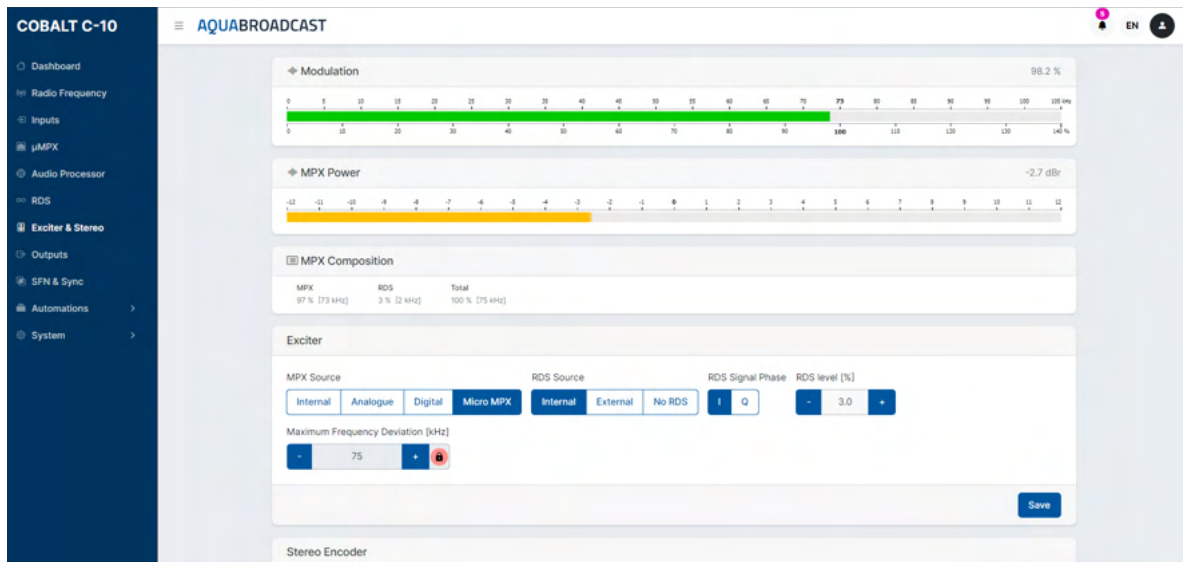 COBALT C-10
AQUABROADCAST
5
EN
Dashboard
Radio Frequency
Inputs
µMPX
Audio Processor
RDS
Exciter & Stereo
Outputs
SFN & Sync
Automations
System
Modulation 98.2 %
0 5 10 15 20 25 30 35 40 45 50 55 60 65 70 75 80 85 90 95 100 105 kHz
0 10 20 30 40 50 60 70 80 90 100 110 120 130 140 %
MPX Power -2.7 dBr
-12 -11 -10 -9 -8 -7 -6 -5 -4 -3 -2 -1 0 1 2 3 4 5 6 7 8 9 10 11 12
MPX Composition
MPX RDS Total
97 % [73 kHz] 3 % [2 kHz] 100 % [75 kHz]
Exciter
MPX Source RDS Source RDS Signal Phase RDS level [%]
Internal Analogue Digital Micro MPX Internal External No RDS I Q - 3.0 +
Maximum Frequency Deviation [kHz]
- 75 +
Save
Stereo Encoder